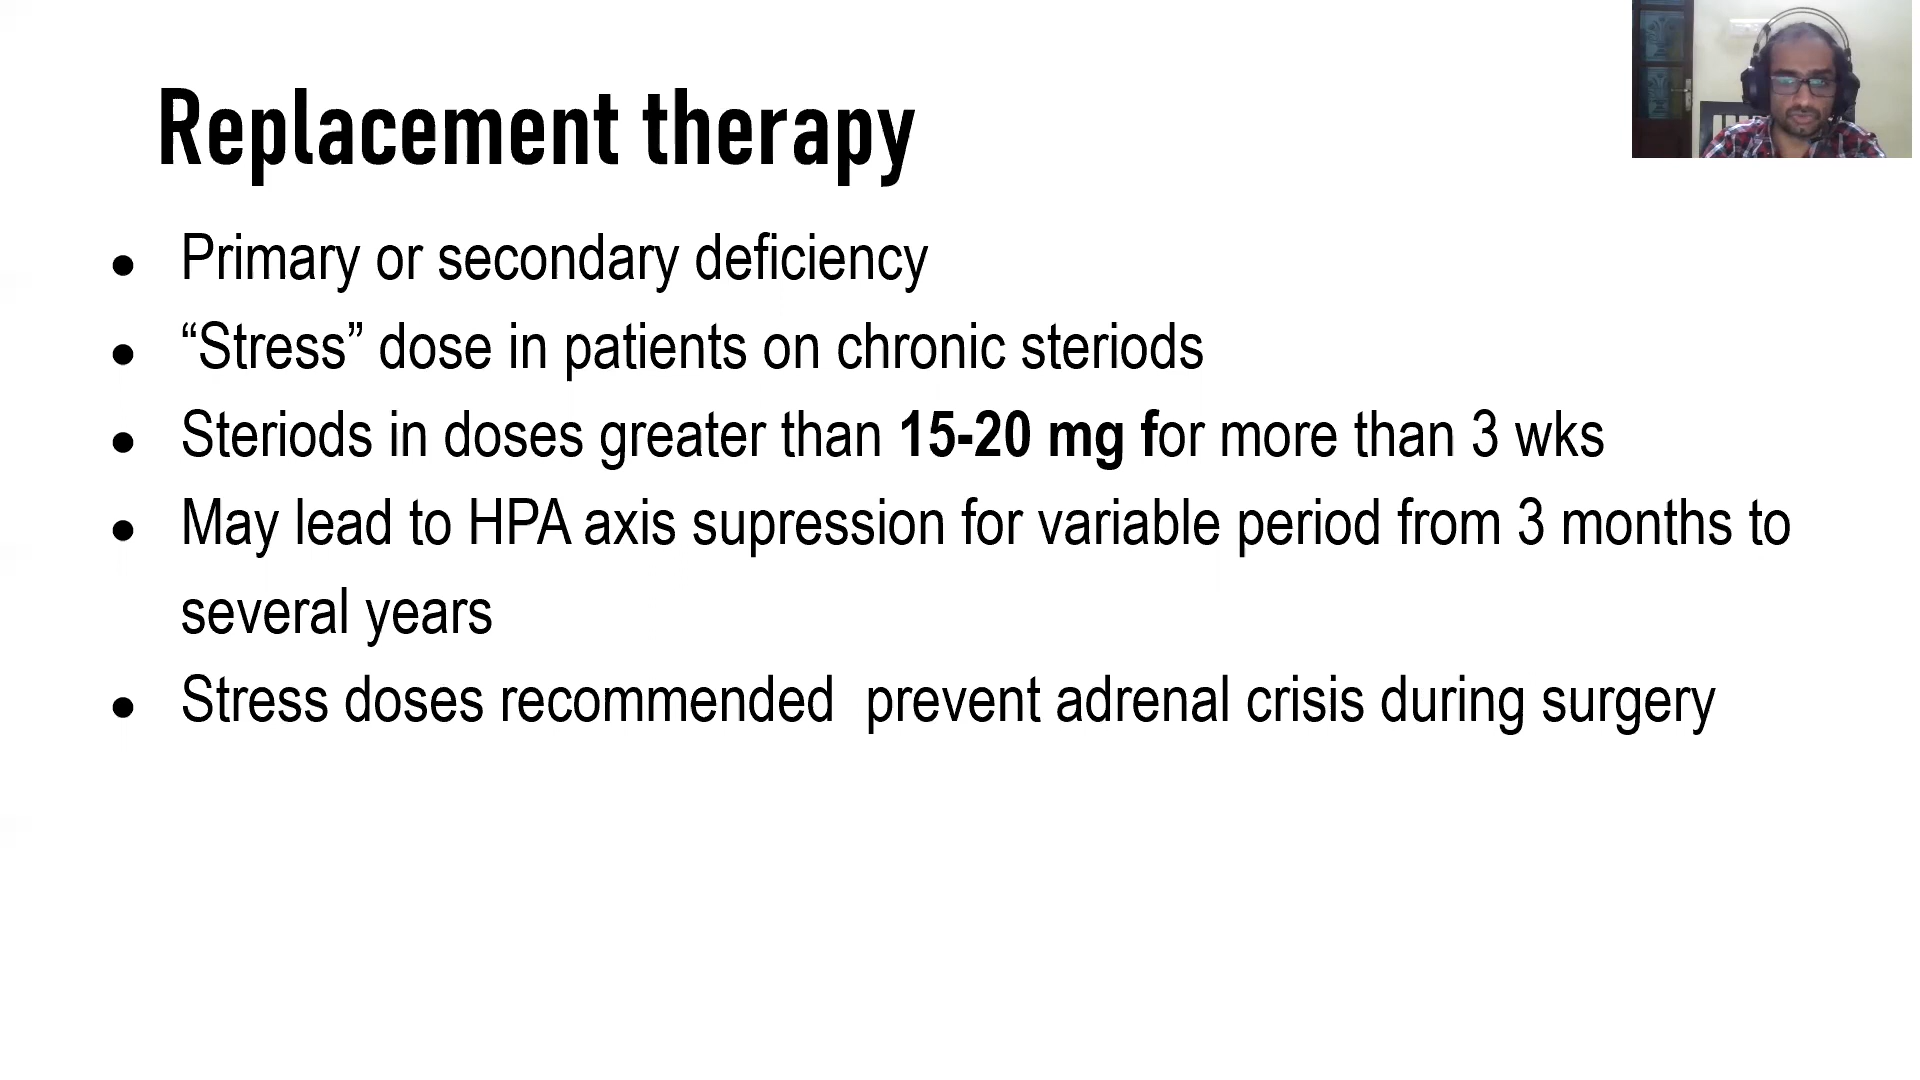 Replacement therapy
● Primary or secondary deficiency
● “Stress” dose in patients on chronic steriods
● Steriods in doses greater than 15-20 mg for more than 3 wks
● May lead to HPA axis supression for variable period from 3 months to
several years
● Stress doses recommended  prevent adrenal crisis during surgery